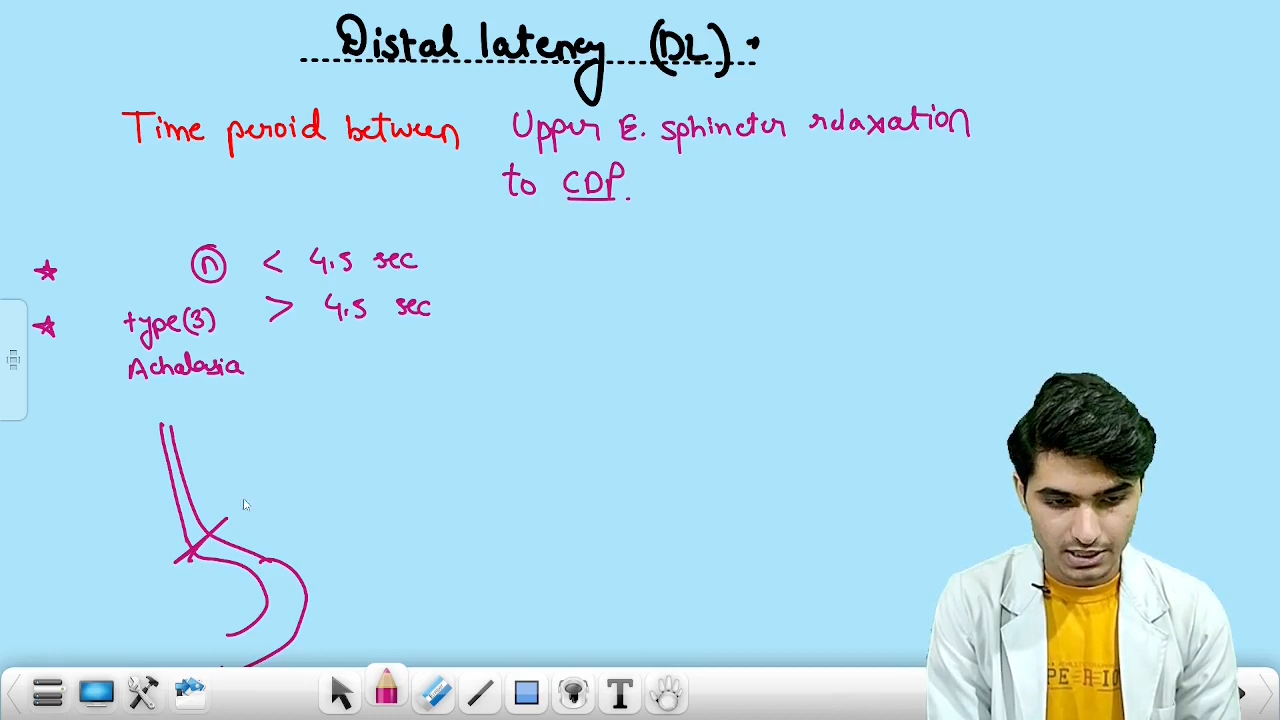 Distal latency (DL) :
Time peroid between Upper E. sphincter relaxation
to CDP.
n < 4.5 sec
type(3) > 4.5 sec
Achalasia